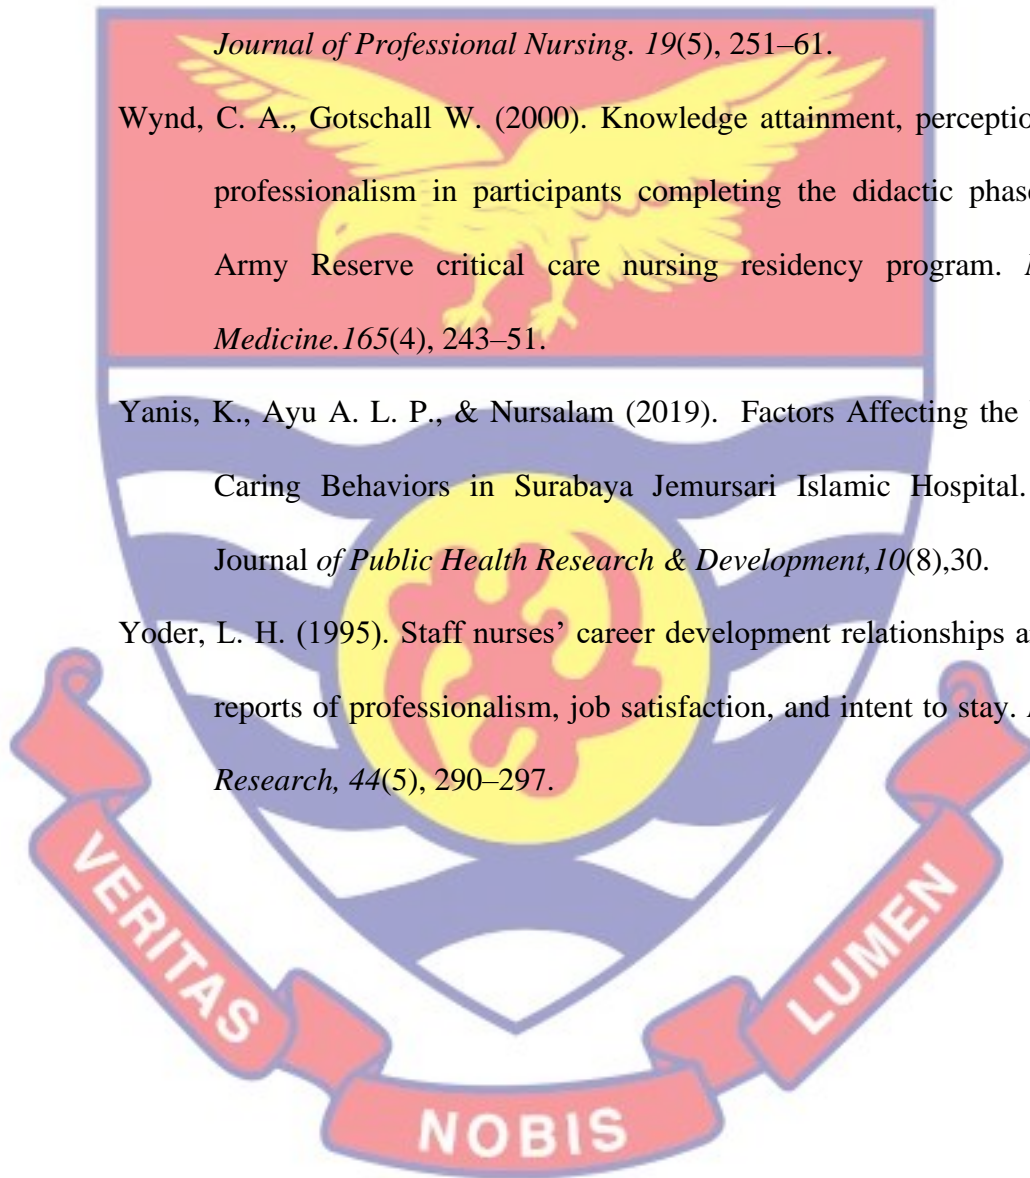 Journal of Professional Nursing. 19(5), 251–61.
Wynd, C. A., Gotschall W. (2000). Knowledge attainment, perceptio
professionalism in participants completing the didactic phase
Army Reserve critical care nursing residency program.
Medicine.165(4), 243–51.
Yanis, K., Ayu A. L. P., & Nursalam (2019). Factors Affecting the
Caring Behaviors in Surabaya Jemursari Islamic Hospital.
Journal of Public Health Research & Development,10(8),30.
Yoder, L. H. (1995). Staff nurses’ career development relationships a
reports of professionalism, job satisfaction, and intent to stay.
Research, 44(5), 290–297.
VERITAS
NOBIS
LUMEN